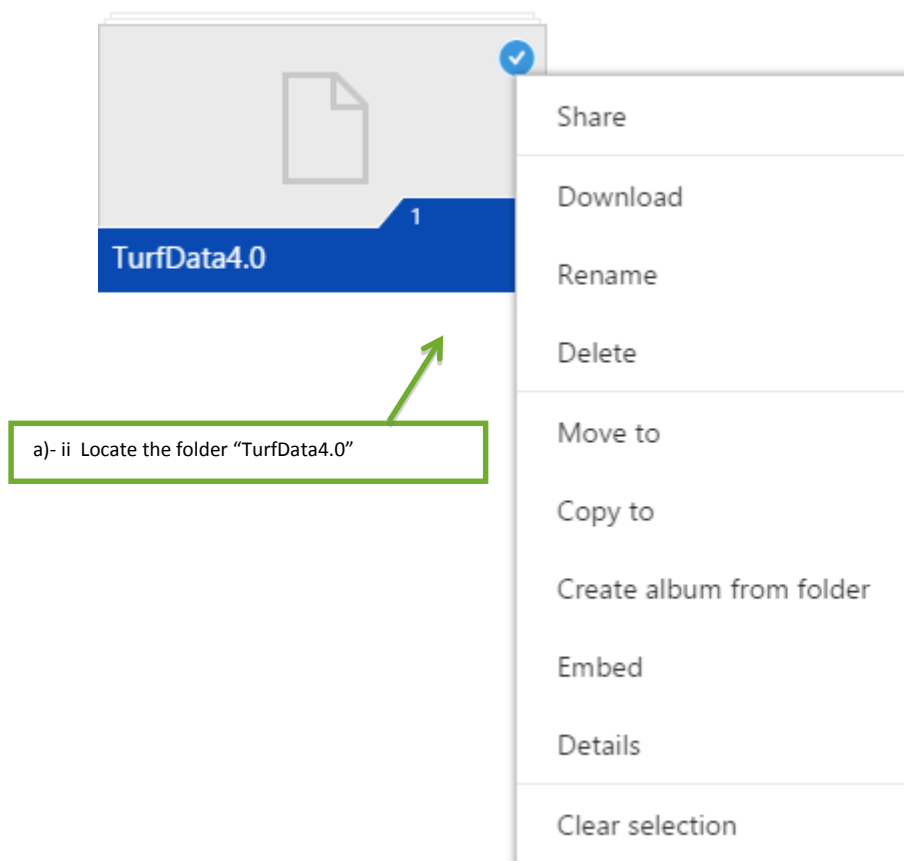 1
TurfData4.0
a)- ii  Locate the folder “TurfData4.0”
Share
Download
Rename
Delete
Move to
Copy to
Create album from folder
Embed
Details
Clear selection